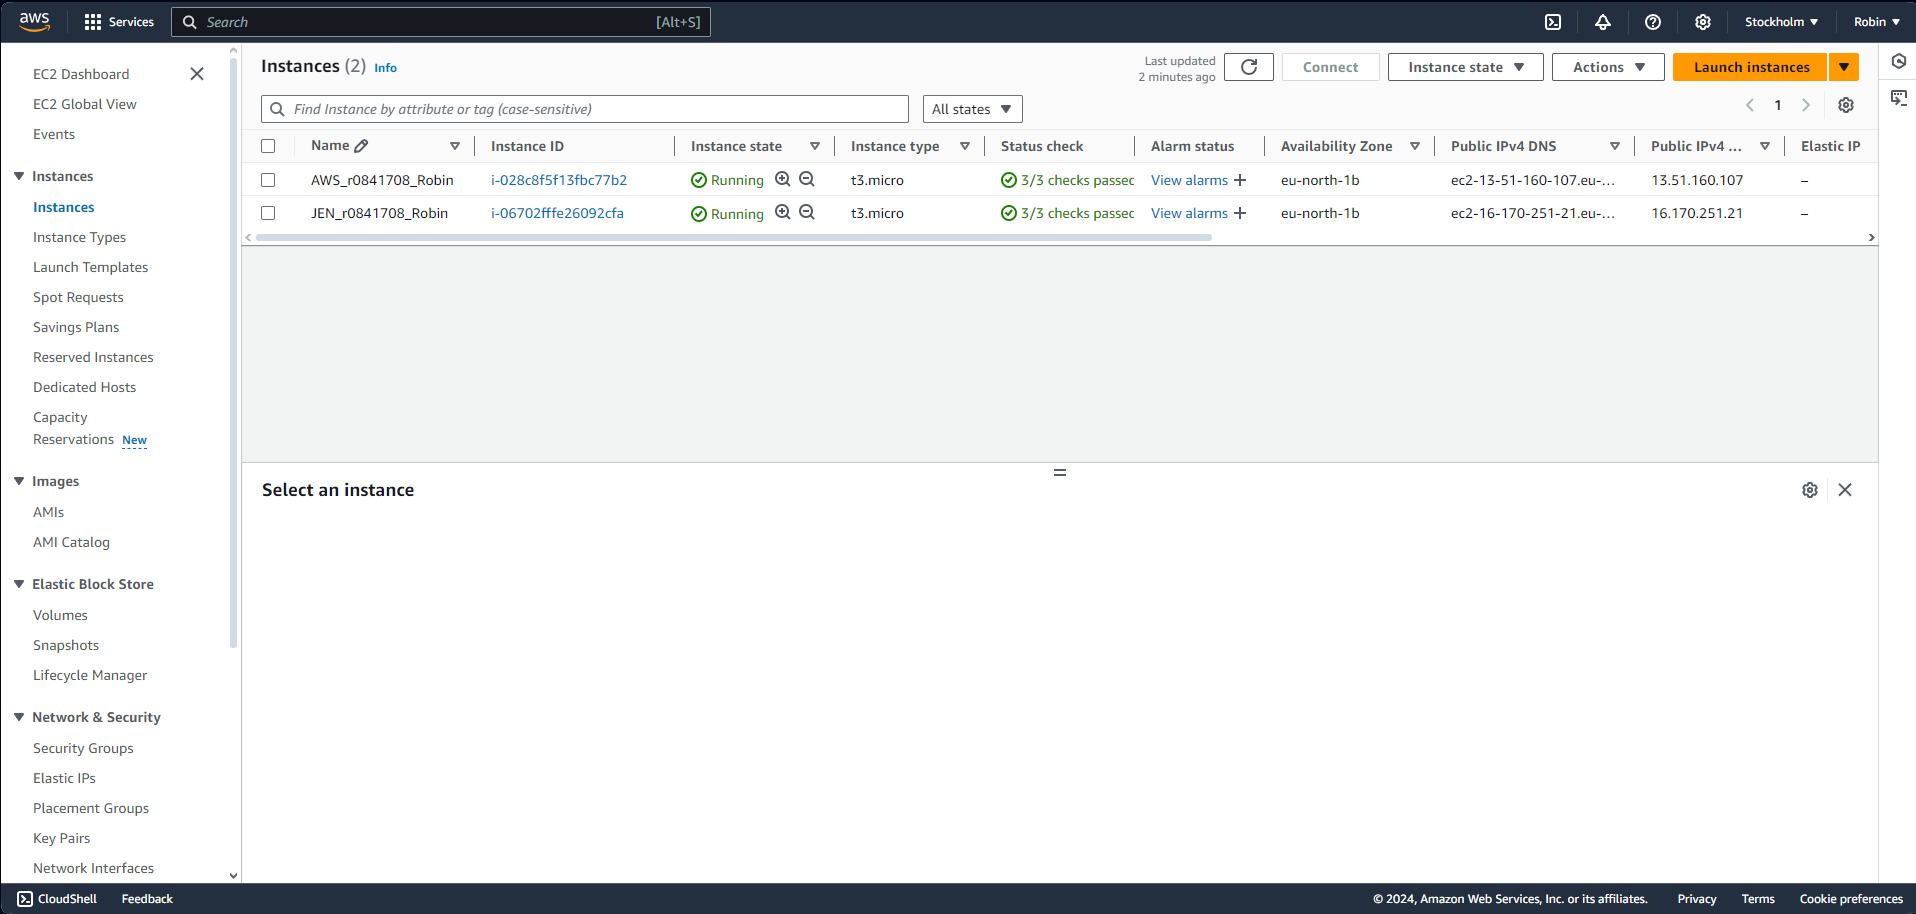 aws
Services
Search
[Alt+S]
Stockholm
Robin
EC2 Dashboard
EC2 Global View
Events
Instances
Instances
Instance Types
Launch Templates
Spot Requests
Savings Plans
Reserved Instances
Dedicated Hosts
Capacity
Reservations New
Images
AMIs
AMI Catalog
Elastic Block Store
Volumes
Snapshots
Lifecycle Manager
Network & Security
Security Groups
Elastic IPs
Placement Groups
Key Pairs
Network Interfaces
Instances (2) Info
Last updated
2 minutes ago
Connect
Instance state
Actions
Launch instances
Find Instance by attribute or tag (case-sensitive)
All states
1
Name Instance ID Instance state Instance type Status check Alarm status Availability Zone Public IPv4 DNS Public IPv4 ... Elastic IP
AWS_r0841708_Robin i-028c8f5f13fbc77b2 Running t3.micro 3/3 checks passec View alarms + eu-north-1b ec2-13-51-160-107.eu-... 13.51.160.107 –
JEN_r0841708_Robin i-06702fffe26092cfa Running t3.micro 3/3 checks passec View alarms + eu-north-1b ec2-16-170-251-21.eu-... 16.170.251.21 –
Select an instance
CloudShell
Feedback
© 2024, Amazon Web Services, Inc. or its affiliates.
Privacy
Terms
Cookie preferences